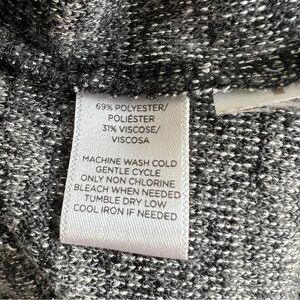 69% POLYESTER/
POLIÉSTER
31% VISCOSE/
VISCOSA
MACHINE WASH COLD
GENTLE CYCLE
ONLY NON CHLORINE
BLEACH WHEN NEEDED
TUMBLE DRY LOW
COOL IRON IF NEEDED